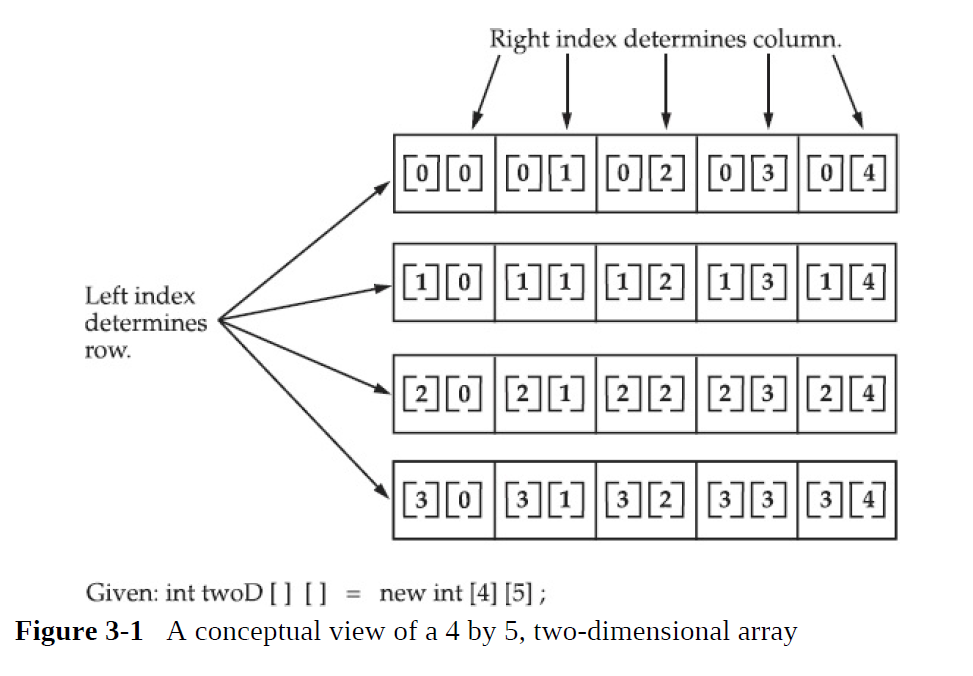 Right index determines column.
[0][0] [0][1] [0][2] [0][3] [0][4]
[1][0] [1][1] [1][2] [1][3] [1][4]
Left index
determines
row.
[2][0] [2][1] [2][2] [2][3] [2][4]
[3][0] [3][1] [3][2] [3][3] [3][4]
Given: int twoD [ ] [ ] = new int [4] [5] ;
Figure 3-1 A conceptual view of a 4 by 5, two-dimensional array